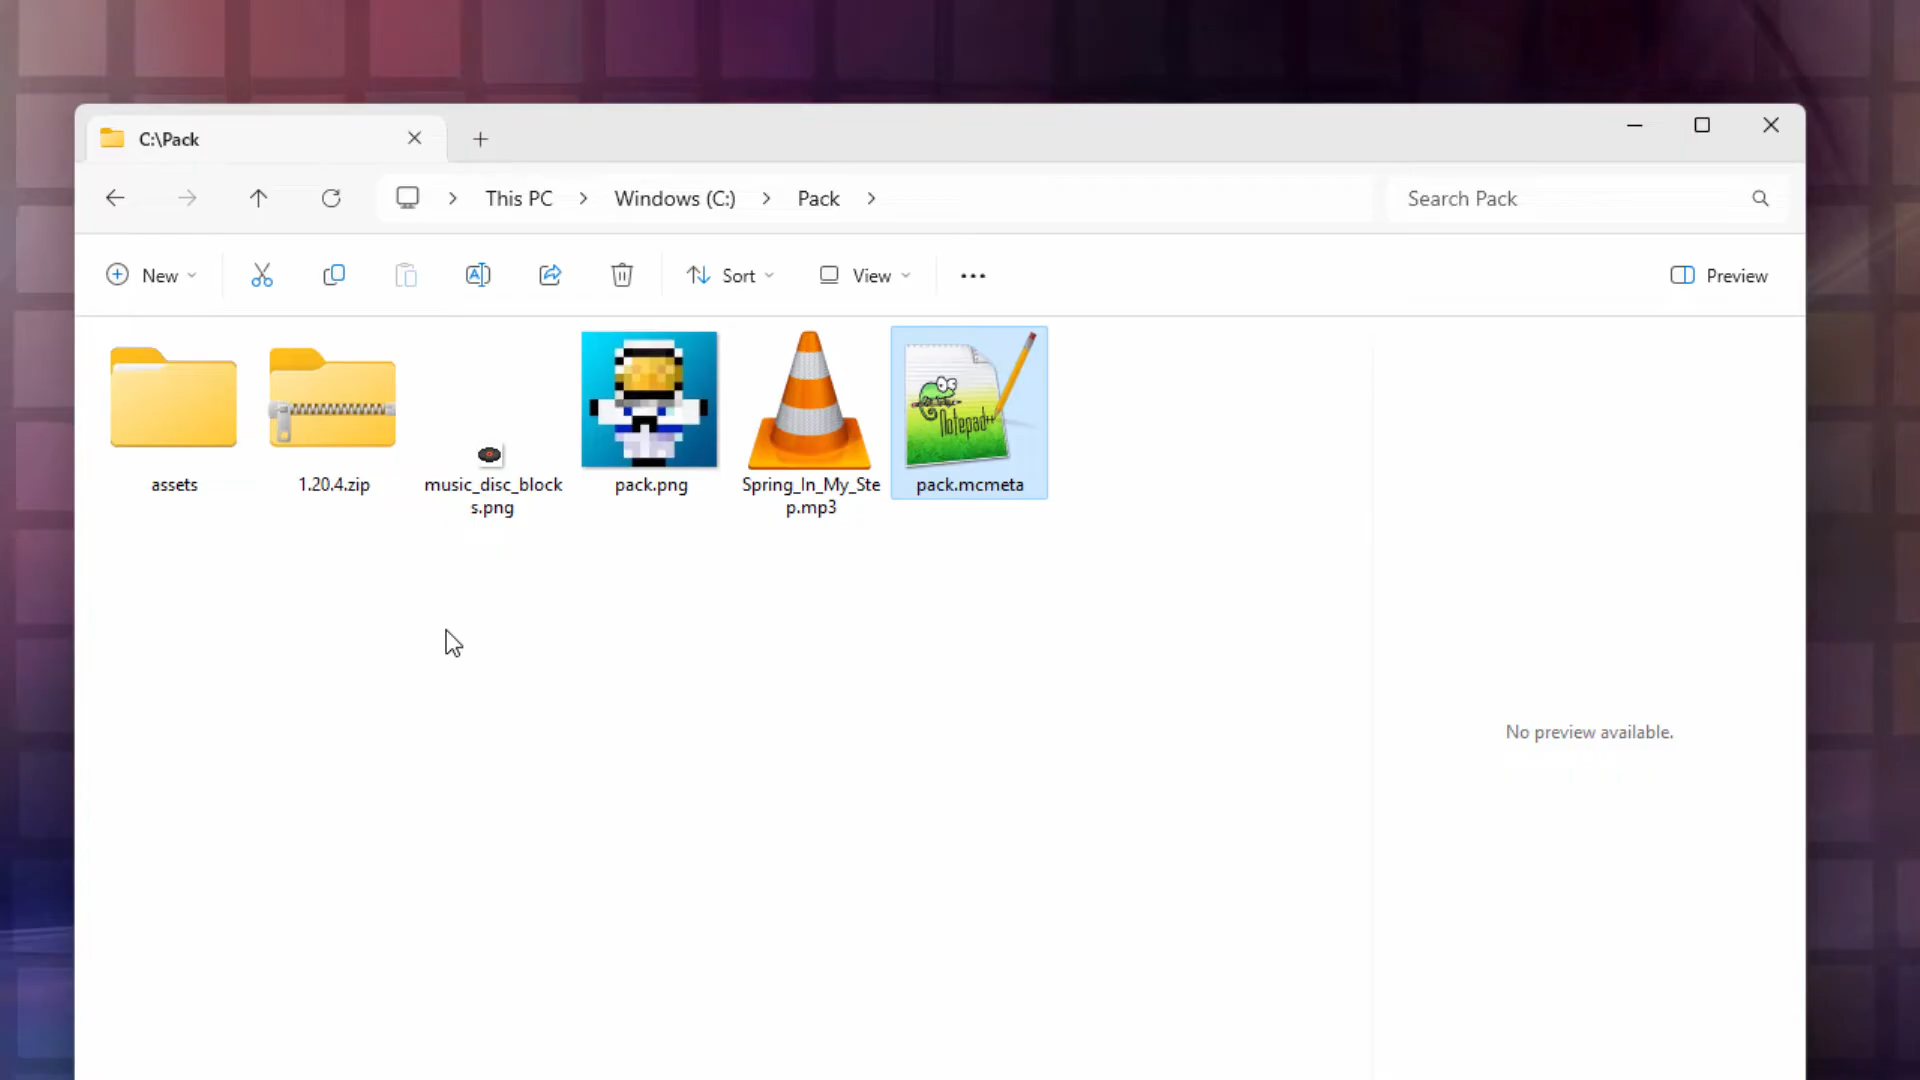 C:\Pack
This PC
Windows (C:)
Pack
Search Pack
New
Sort
View
Preview
Notepad++
assets
1.20.4.zip
music_disc_block
s.png
pack.png
Spring_In_My_Ste
p.mp3
pack.mcmeta
No preview available.